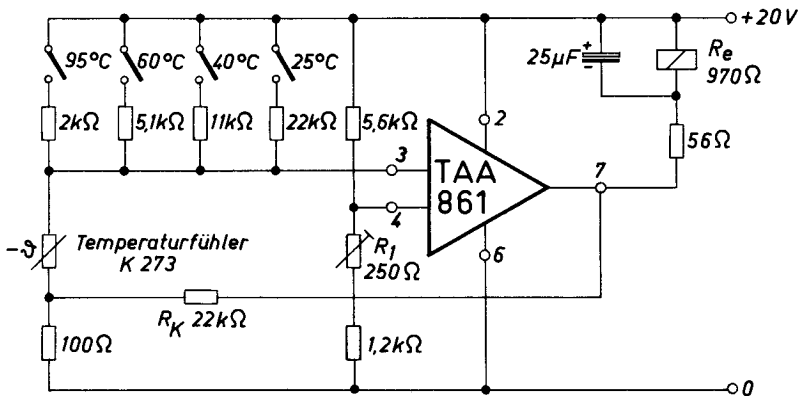 +20V
95°C
60°C
40°C
25°C
25µF
+
−
Re
970Ω
2kΩ
5,1kΩ
11kΩ
22kΩ
5,6kΩ
2
56Ω
3
TAA
861
7
4
-ϑ
Temperaturfühler
K 273
R1
250Ω
6
RK 22kΩ
100Ω
1,2kΩ
0